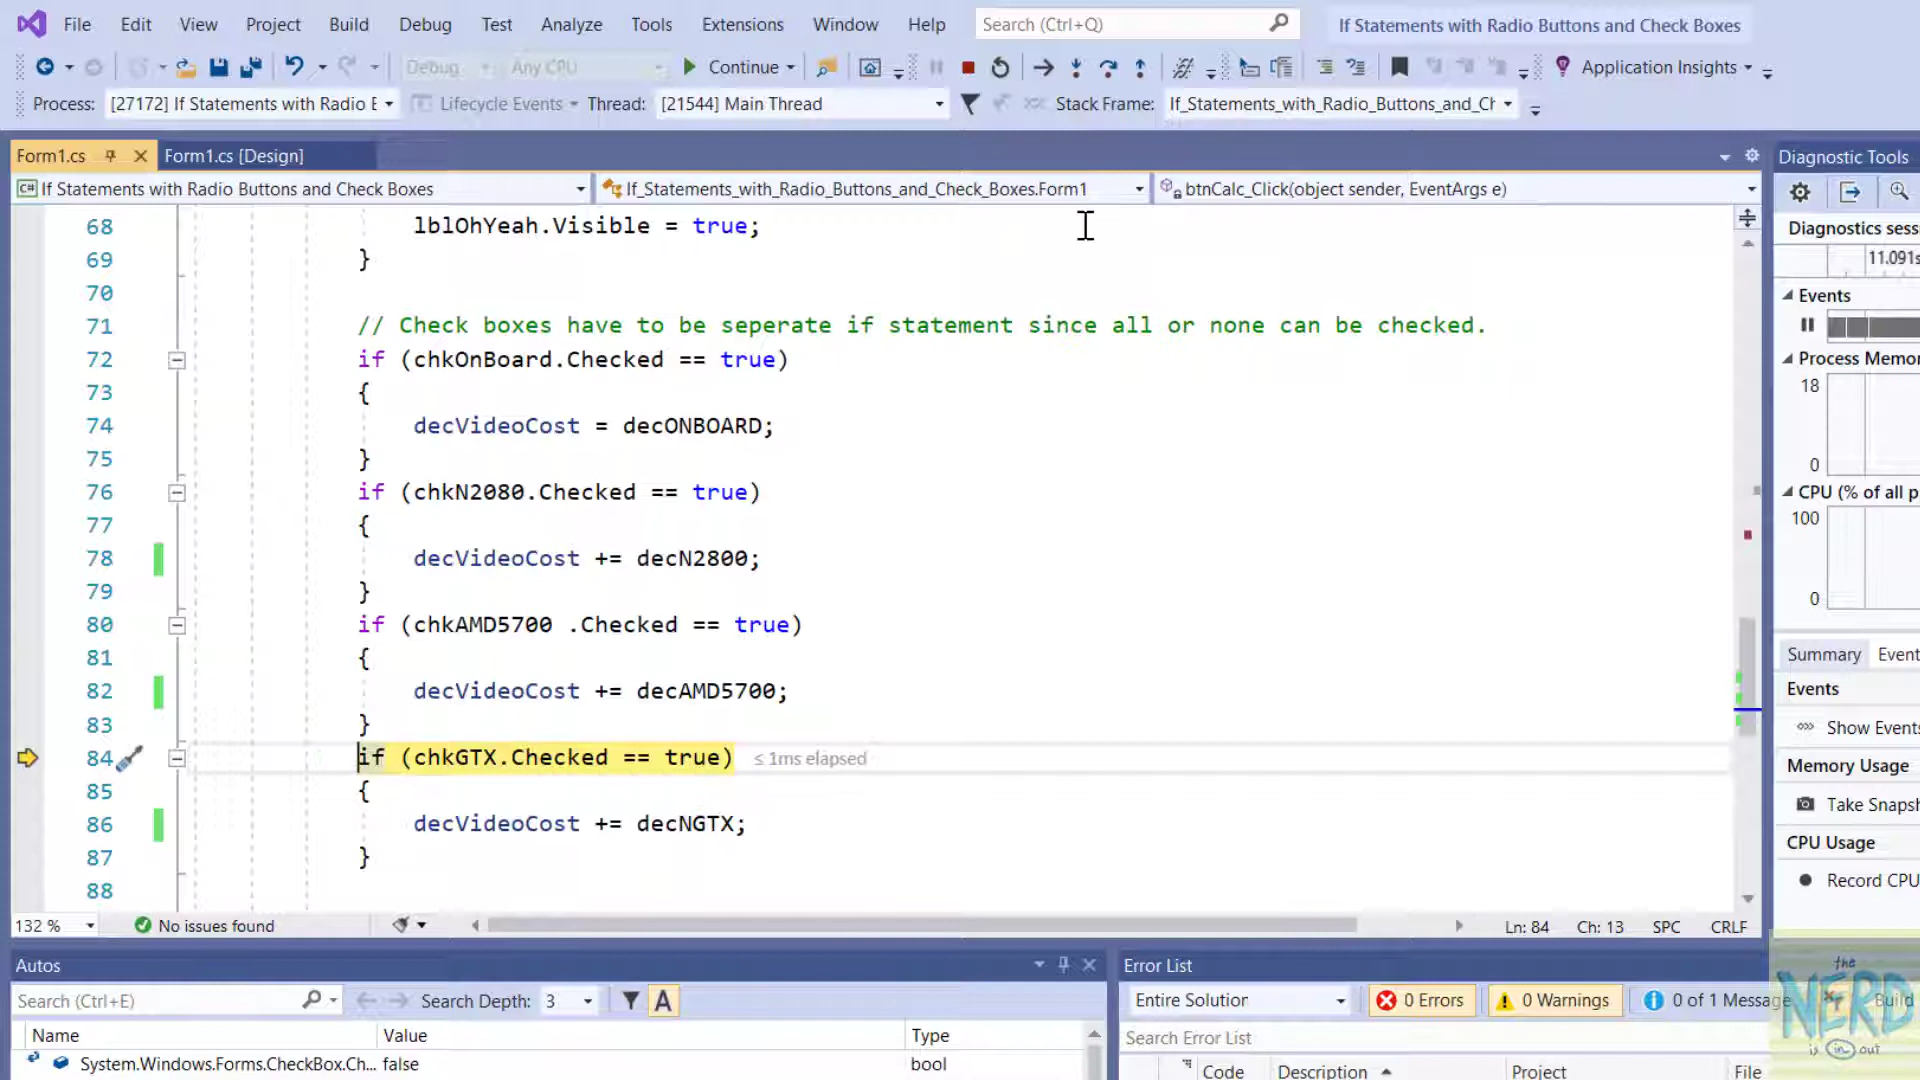 File Edit View Project Build Debug Test Analyze Tools Extensions Window Help Search (Ctrl+Q) If Statements with Radio Buttons and Check Boxes
Debug Any CPU Continue Application Insights
Process: [27172] If Statements with Radio E Lifecycle Events Thread: [21544] Main Thread Stack Frame: If_Statements_with_Radio_Buttons_and_Ch
Form1.cs Form1.cs [Design] Diagnostic Tools
If Statements with Radio Buttons and Check Boxes If_Statements_with_Radio_Buttons_and_Check_Boxes.Form1 btnCalc_Click(object sender, EventArgs e)
68 lblOhYeah.Visible = true;
69 }
70
71 // Check boxes have to be seperate if statement since all or none can be checked.
72 if (chkOnBoard.Checked == true)
73 {
74 decVideoCost = decONBOARD;
75 }
76 if (chkN2080.Checked == true)
77 {
78 decVideoCost += decN2800;
79 }
80 if (chkAMD5700 .Checked == true)
81 {
82 decVideoCost += decAMD5700;
83 }
84 if (chkGTX.Checked == true) ≤ 1ms elapsed
85 {
86 decVideoCost += decNGTX;
87 }
88
132 % No issues found Ln: 84 Ch: 13 SPC CRLF
Diagnostics sess
11.091s
Events
Process Memor
18
0
CPU (% of all p
100
0
Summary Event
Events
Show Events
Memory Usage
Take Snapsh
CPU Usage
Record CPU
Autos
Search (Ctrl+E) Search Depth: 3 A
Name Value Type
System.Windows.Forms.CheckBox.Ch... false bool
Error List
Entire Solution 0 Errors 0 Warnings 0 of 1 Message Build
Search Error List
Code Description Project File
the
NERD
is in out